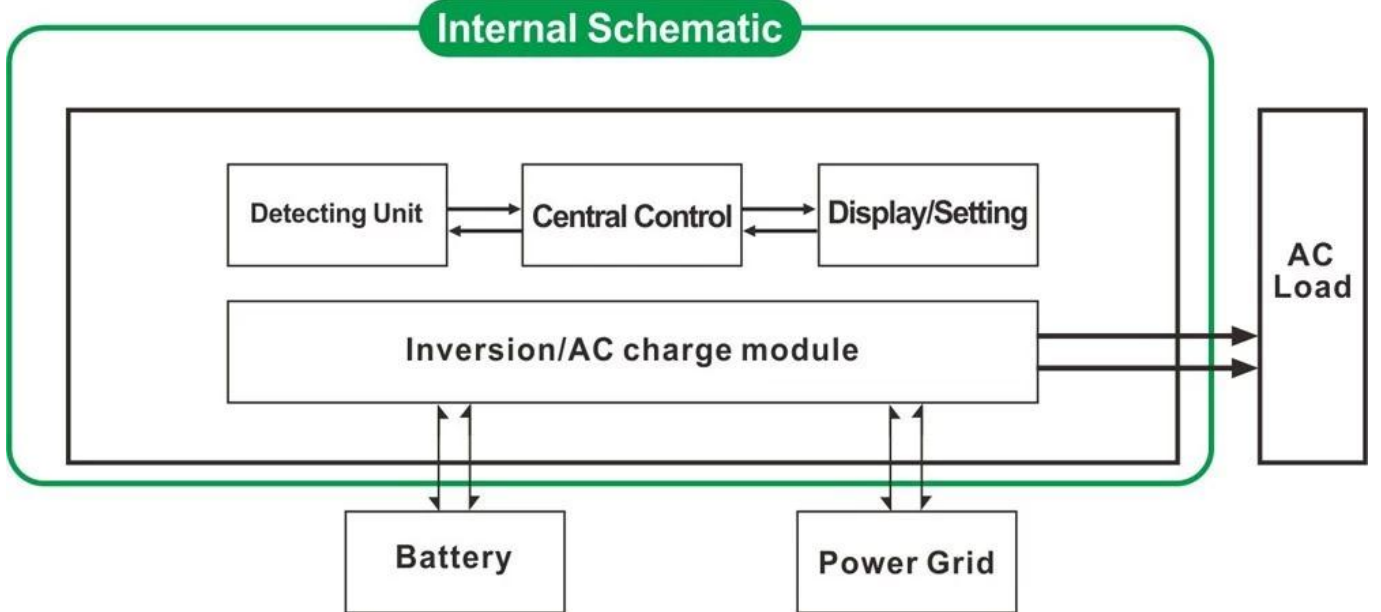 Internal Schematic
Detecting Unit
Central Control
Display/Setting
AC
Load
Inversion/AC charge module
Battery
Power Grid